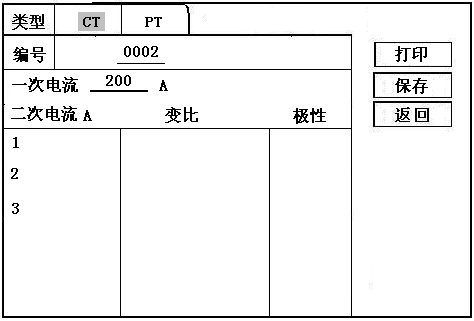 类型 CT PT
编号 0002
一次电流 200 A
二次电流 A 变比 极性
1
2
3
打印
保存
返回